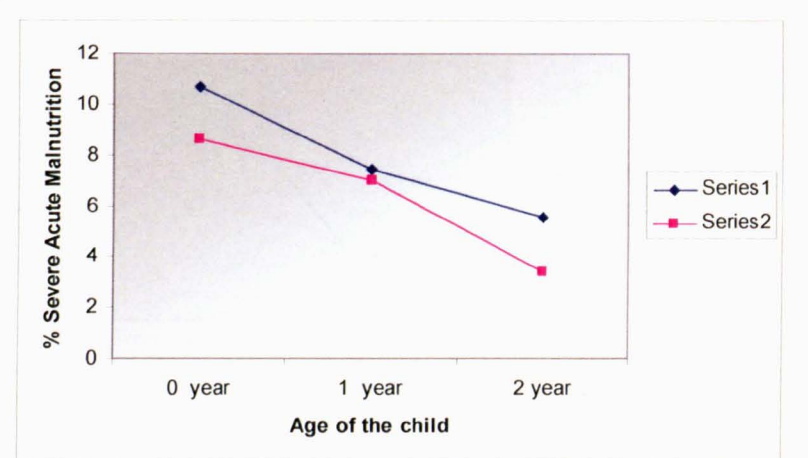 % Severe Acute Malnutrition
12
10
8
6
4
2
0
0 year
1 year
2 year
Age of the child
Series1
Series2